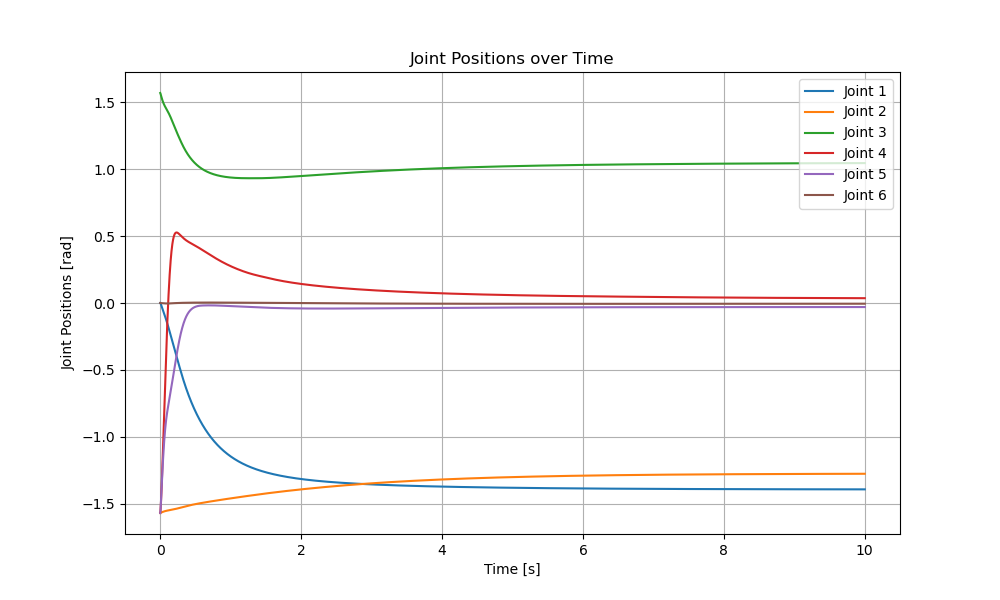 Joint Positions over Time
Joint Positions [rad]
1.5
1.0
0.5
0.0
−0.5
−1.0
−1.5
Joint 1
Joint 2
Joint 3
Joint 4
Joint 5
Joint 6
0
2
4
6
8
10
Time [s]